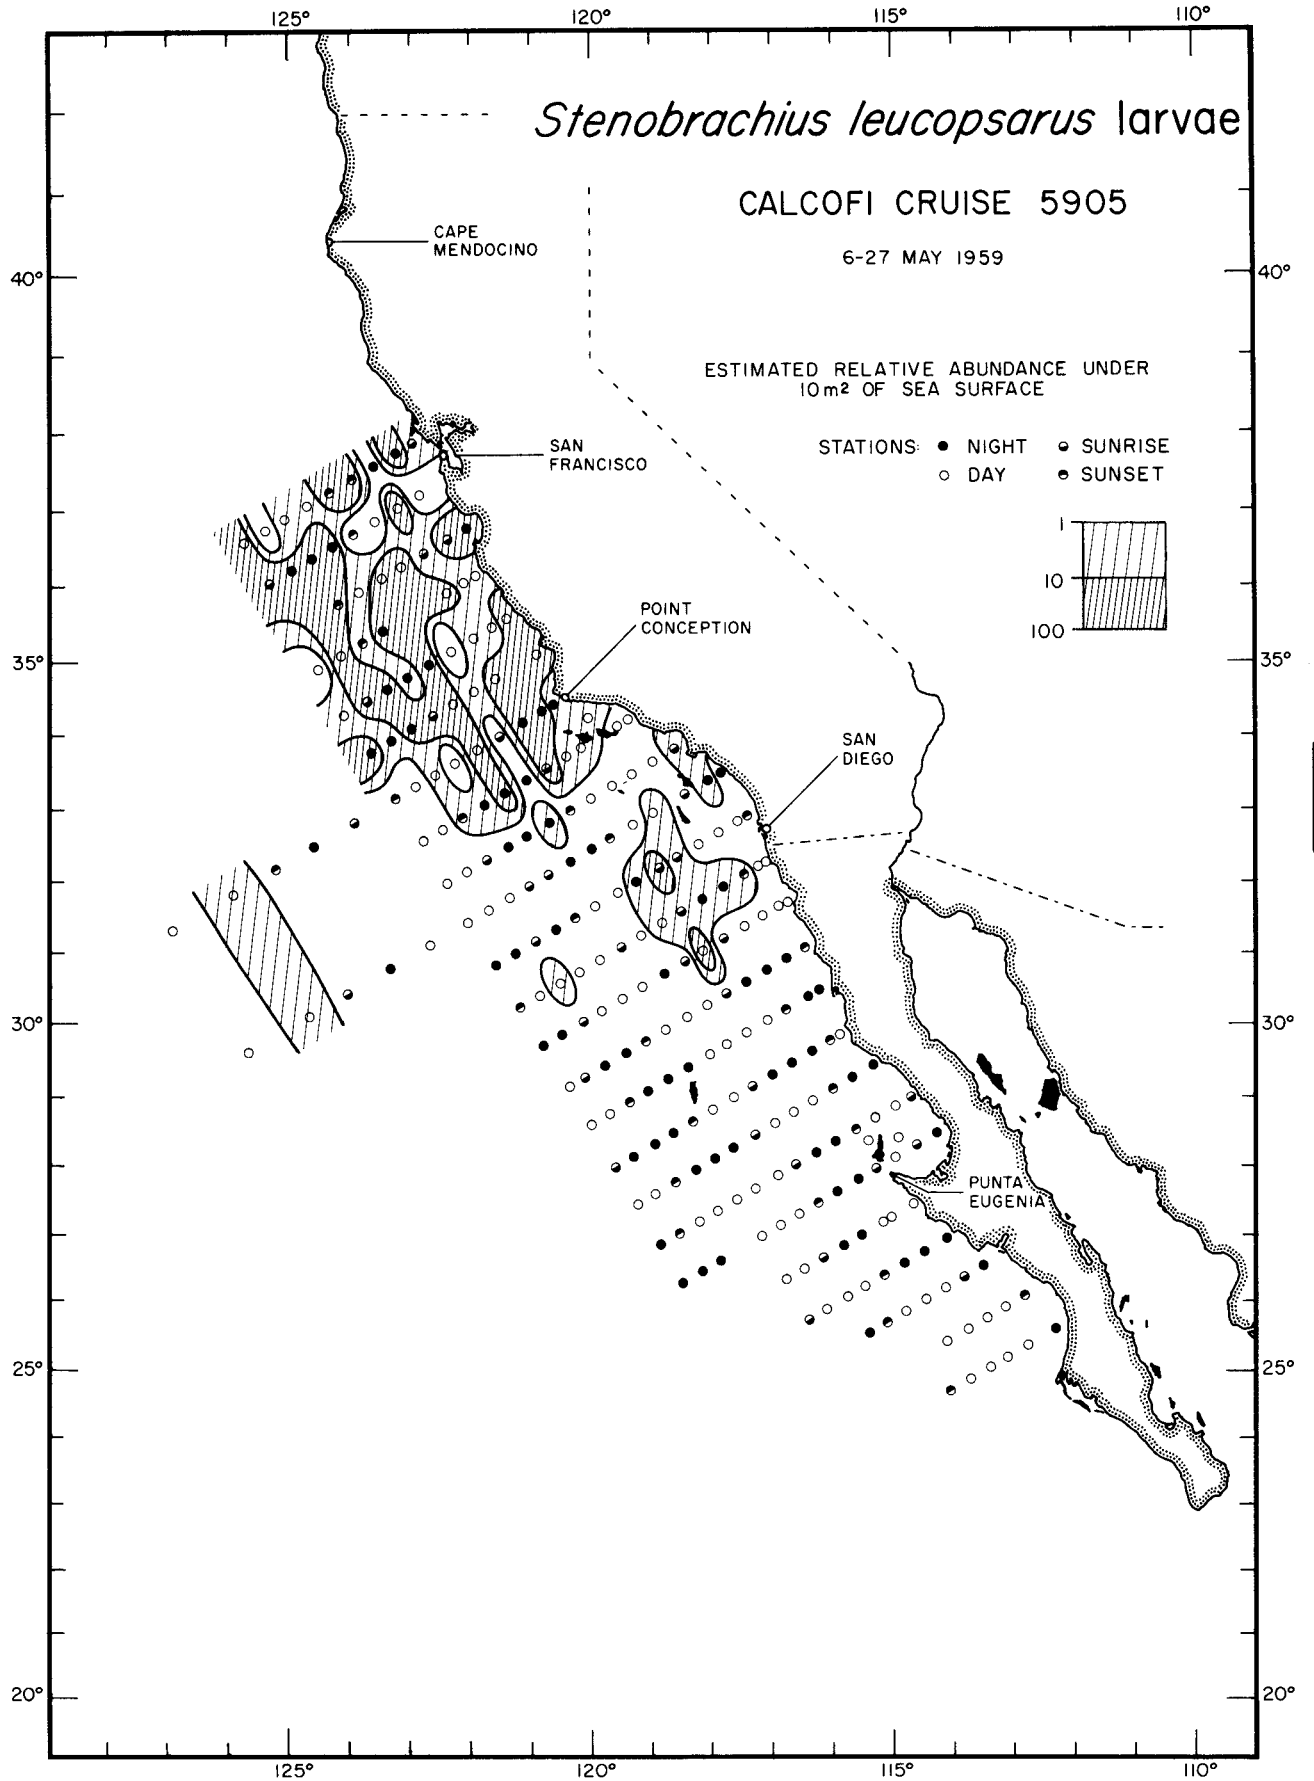 125° 120° 115° 110°
Stenobrachius leucopsarus larvae
CALCOFI CRUISE 5905
6-27 MAY 1959
CAPE
MENDOCINO
40° 40°
ESTIMATED RELATIVE ABUNDANCE UNDER
10m² OF SEA SURFACE
STATIONS: NIGHT SUNRISE
DAY SUNSET
SAN
FRANCISCO
1
10
100
POINT
CONCEPTION
35° 35°
SAN
DIEGO
30° 30°
PUNTA
EUGENIA
25° 25°
20° 20°
125° 120° 115° 110°